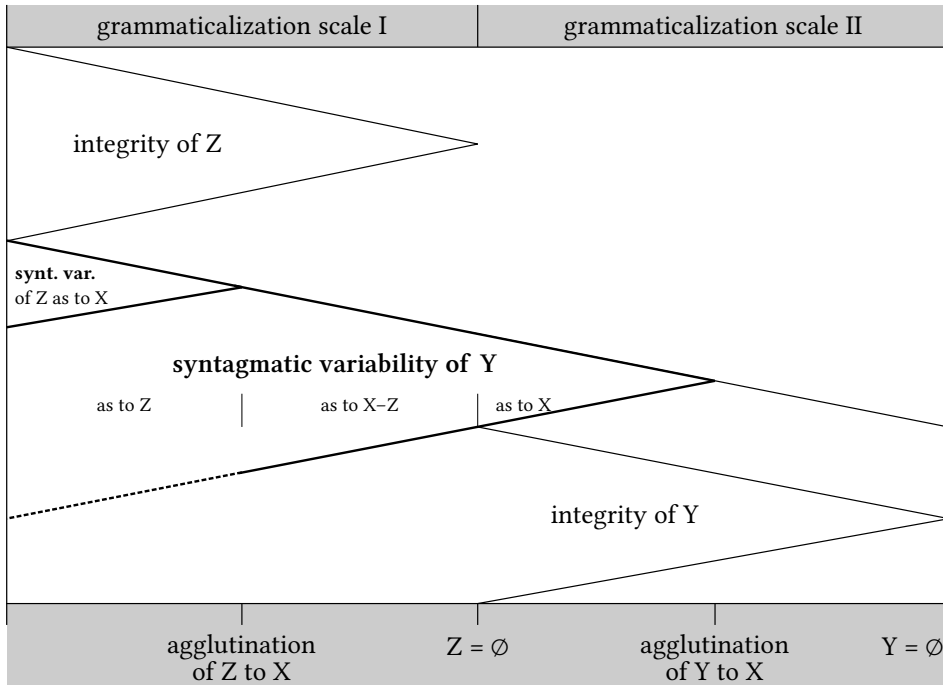 grammaticalization scale I
grammaticalization scale II
integrity of Z
synt. var.
of Z as to X
syntagmatic variability of Y
as to Z
as to X–Z
as to X
integrity of Y
agglutination
of Z to X
Z = ∅
agglutination
of Y to X
Y = ∅